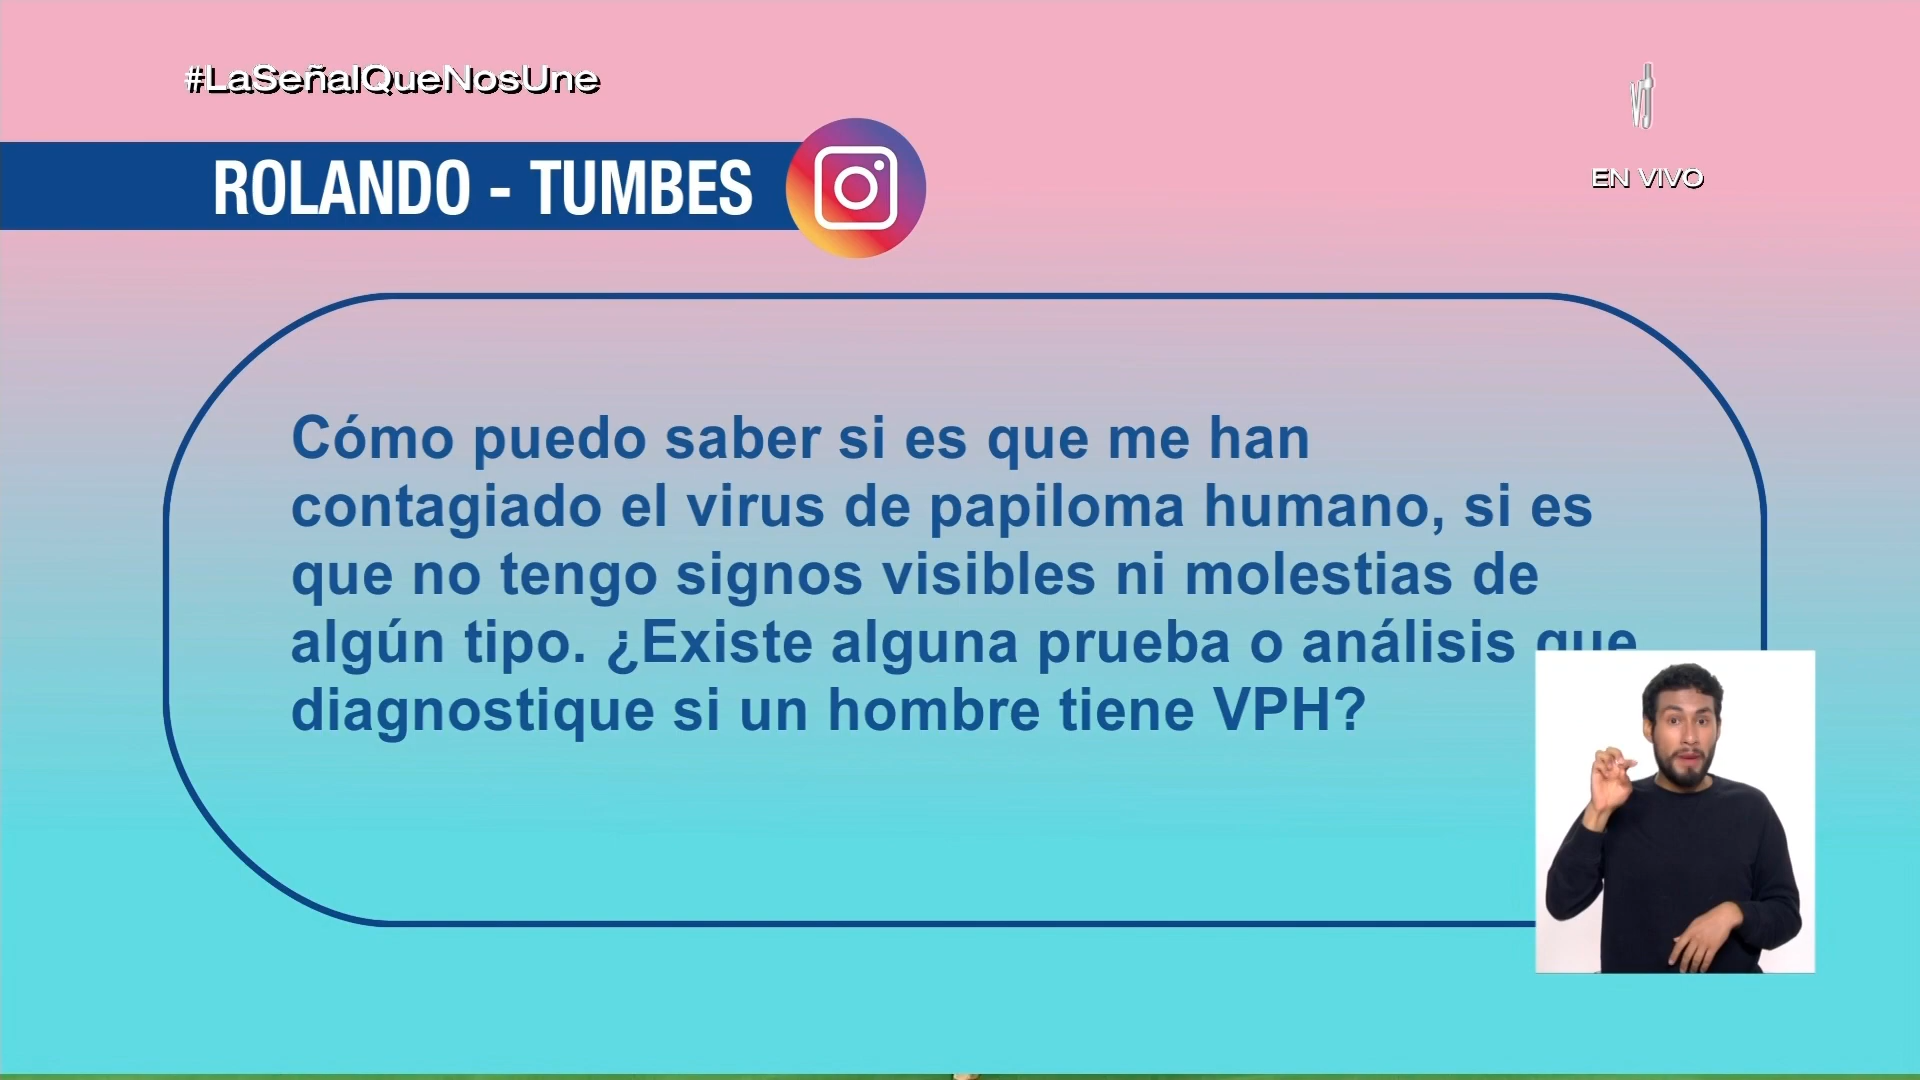 #LaSeñalQueNosUne
EN VIVO
ROLANDO - TUMBES
Cómo puedo saber si es que me han
contagiado el virus de papiloma humano, si es
que no tengo signos visibles ni molestias de
algún tipo. ¿Existe alguna prueba o análisis que
diagnostique si un hombre tiene VPH?